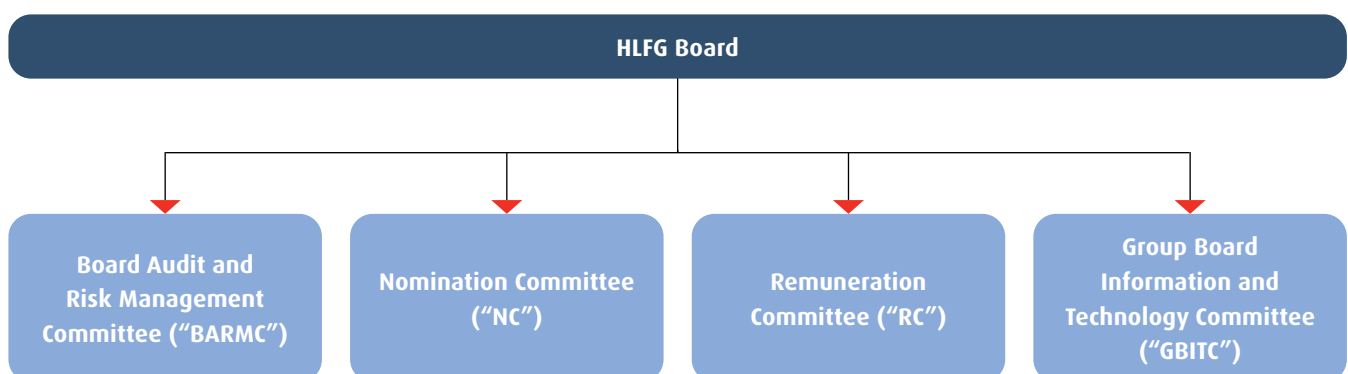 HLFG Board
Board Audit and
Risk Management
Committee (“BARMC”)
Nomination Committee
(“NC”)
Remuneration
Committee (“RC”)
Group Board
Information and
Technology Committee
(“GBITC”)